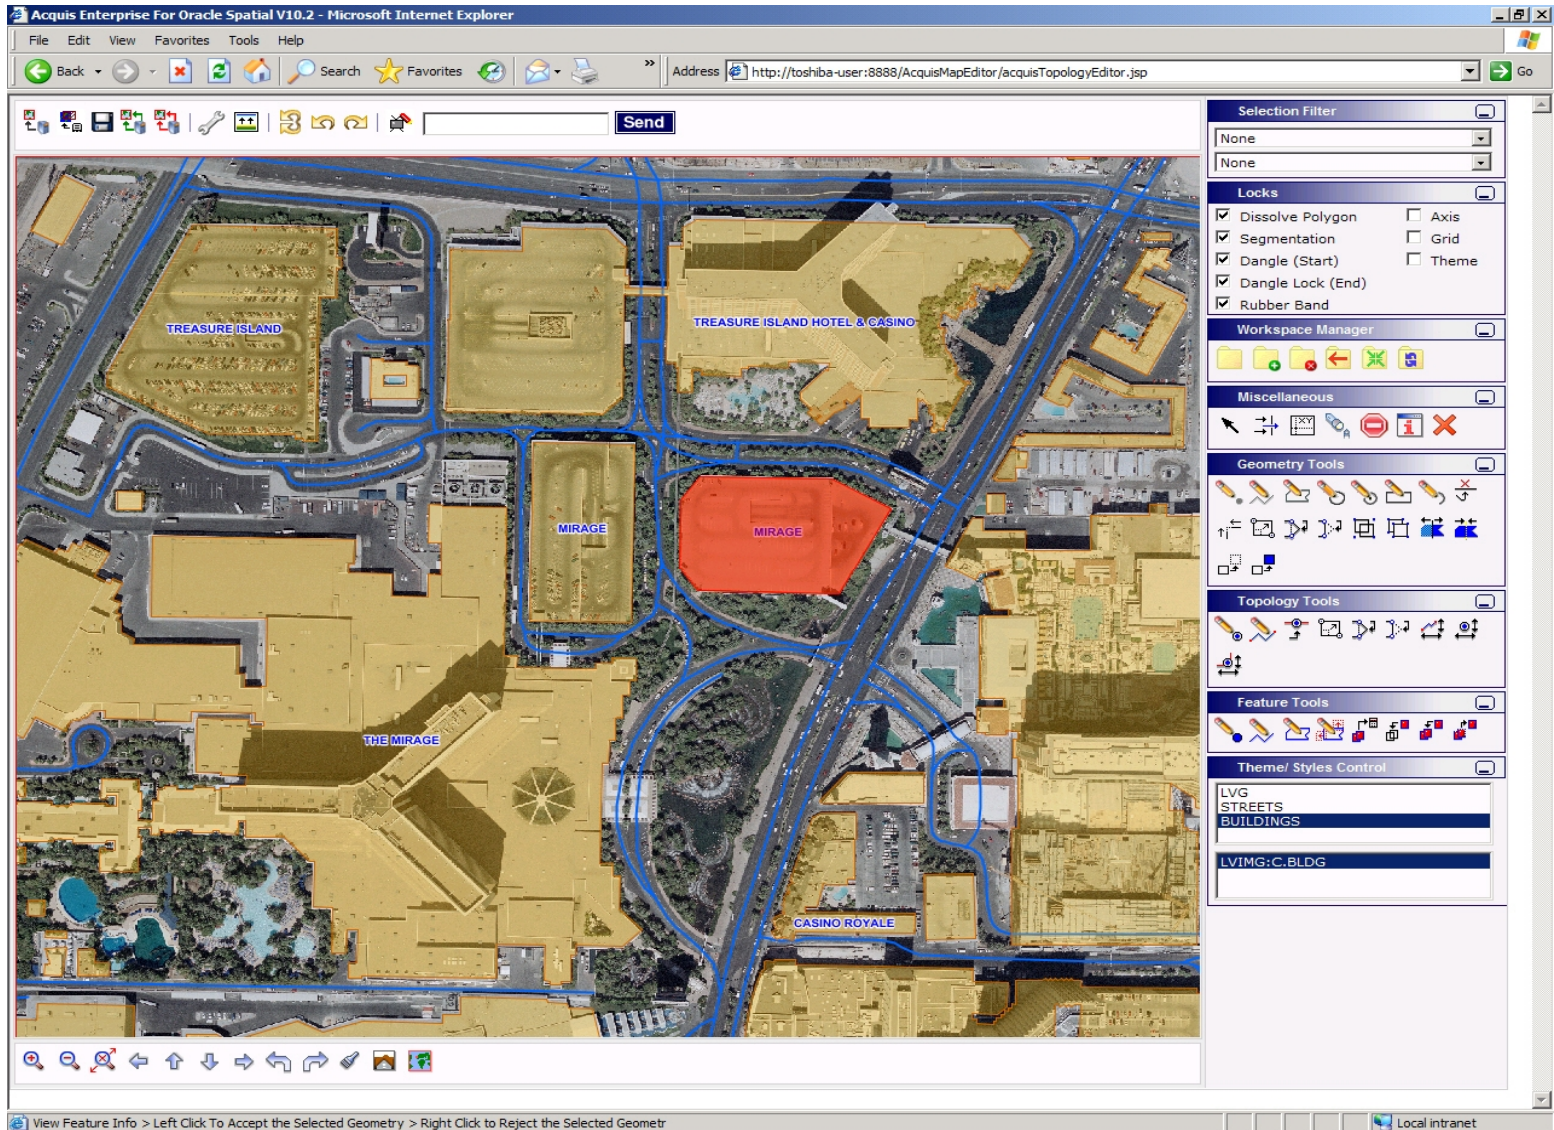 Acquis Enterprise For Oracle Spatial V10.2 - Microsoft Internet Explorer
File Edit View Favorites Tools Help
Back Search Favorites » Address http://toshiba-user:8888/AcquisMapEditor/acquisTopologyEditor.jsp Go
Send
Selection Filter
None
None
Locks
Dissolve Polygon Axis
Segmentation Grid
Dangle (Start) Theme
Dangle Lock (End)
Rubber Band
Workspace Manager
Miscellaneous
Geometry Tools
Topology Tools
Feature Tools
Theme/ Styles Control
LVG
STREETS
BUILDINGS
LVIMG:C.BLDG
TREASURE ISLAND
TREASURE ISLAND HOTEL & CASINO
MIRAGE
MIRAGE
THE MIRAGE
CASINO ROYALE
View Feature Info > Left Click To Accept the Selected Geometry > Right Click to Reject the Selected Geometr
Local intranet